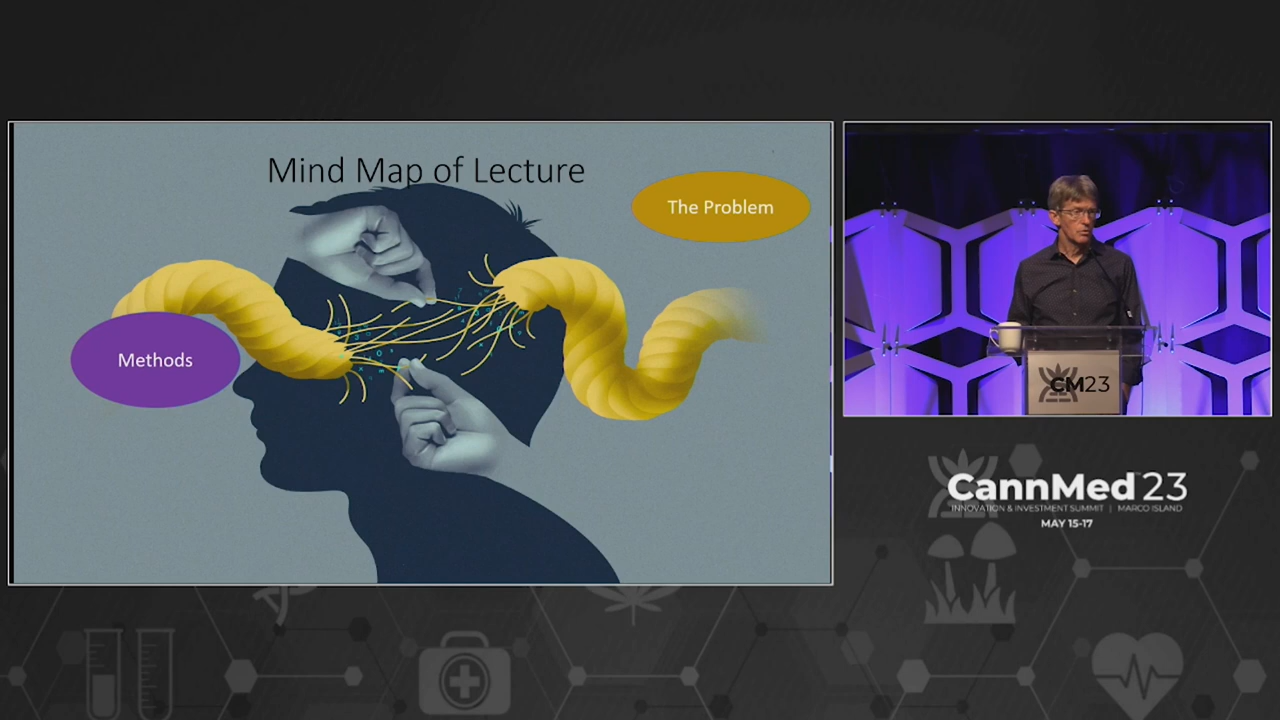 Mind Map of Lecture
The Problem
Methods
CM23
CannMed 23
INNOVATION & INVESTMENT SUMMIT | MARCO ISLAND
MAY 15-17